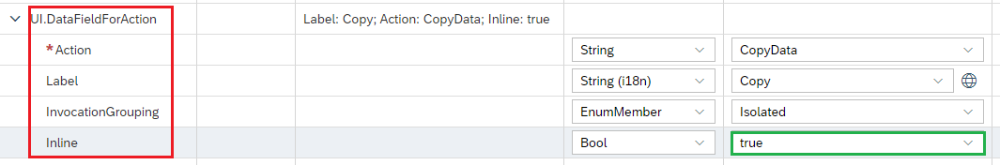 UI.DataFieldForAction Label: Copy; Action: CopyData; Inline: true
*Action String CopyData
Label String (i18n) Copy
InvocationGrouping EnumMember Isolated
Inline Bool true